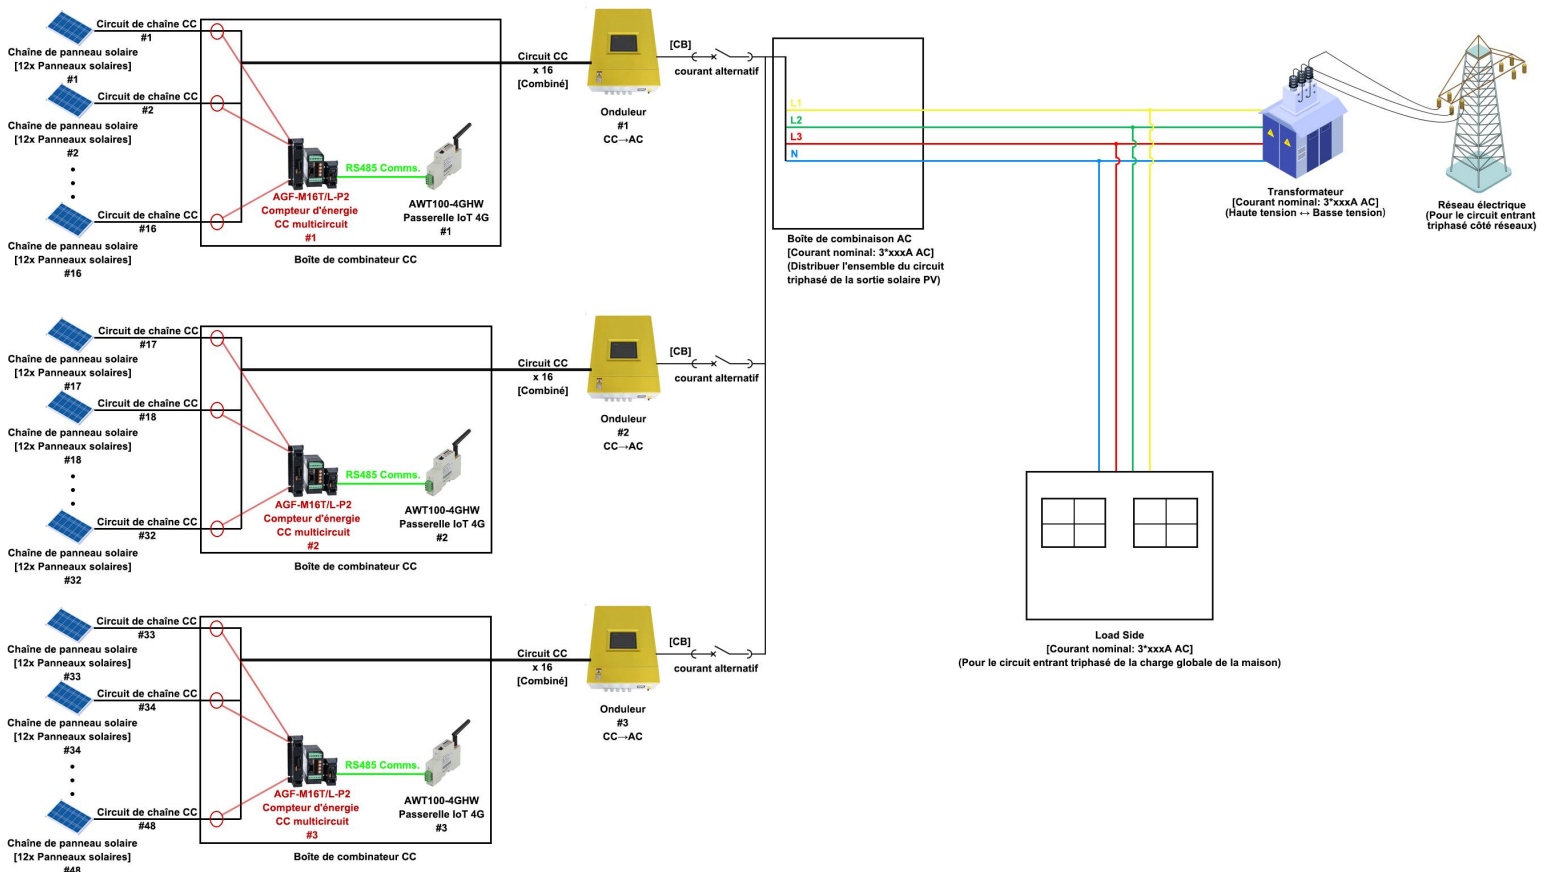 Circuit de chaîne CC
#1
Chaîne de panneau solaire
[12x Panneaux solaires]
#1
Circuit de chaîne CC
#2
Chaîne de panneau solaire
[12x Panneaux solaires]
#2
Circuit de chaîne CC
#16
Chaîne de panneau solaire
[12x Panneaux solaires]
#16
RS485 Comms.
AGF-M16T/L-P2
Compteur d'énergie
CC multicircuit
#1
AWT100-4GHW
Passerelle IoT 4G
#1
Boîte de combinateur CC
Circuit CC
x 16
[Combiné]
Onduleur
#1
CC→AC
[CB]
courant alternatif
Circuit de chaîne CC
#17
Chaîne de panneau solaire
[12x Panneaux solaires]
#17
Circuit de chaîne CC
#18
Chaîne de panneau solaire
[12x Panneaux solaires]
#18
Circuit de chaîne CC
#32
Chaîne de panneau solaire
[12x Panneaux solaires]
#32
RS485 Comms.
AGF-M16T/L-P2
Compteur d'énergie
CC multicircuit
#2
AWT100-4GHW
Passerelle IoT 4G
#2
Boîte de combinateur CC
Circuit CC
x 16
[Combiné]
Onduleur
#2
CC→AC
[CB]
courant alternatif
Circuit de chaîne CC
#33
Chaîne de panneau solaire
[12x Panneaux solaires]
#33
Circuit de chaîne CC
#34
Chaîne de panneau solaire
[12x Panneaux solaires]
#34
Circuit de chaîne CC
#48
Chaîne de panneau solaire
[12x Panneaux solaires]
#48
RS485 Comms.
AGF-M16T/L-P2
Compteur d'énergie
CC multicircuit
#3
AWT100-4GHW
Passerelle IoT 4G
#3
Boîte de combinateur CC
Circuit CC
x 16
[Combiné]
Onduleur
#3
CC→AC
[CB]
courant alternatif
L1
L2
L3
N
Boîte de combinaison AC
[Courant nominal: 3*xxxA AC]
(Distribuer l'ensemble du circuit
triphasé de la sortie solaire PV)
Transformateur
[Courant nominal: 3*xxxA AC]
(Haute tension ↔ Basse tension)
Réseau électrique
(Pour le circuit entrant
triphasé côté réseaux)
Load Side
[Courant nominal: 3*xxxA AC]
(Pour le circuit entrant triphasé de la charge globale de la maison)